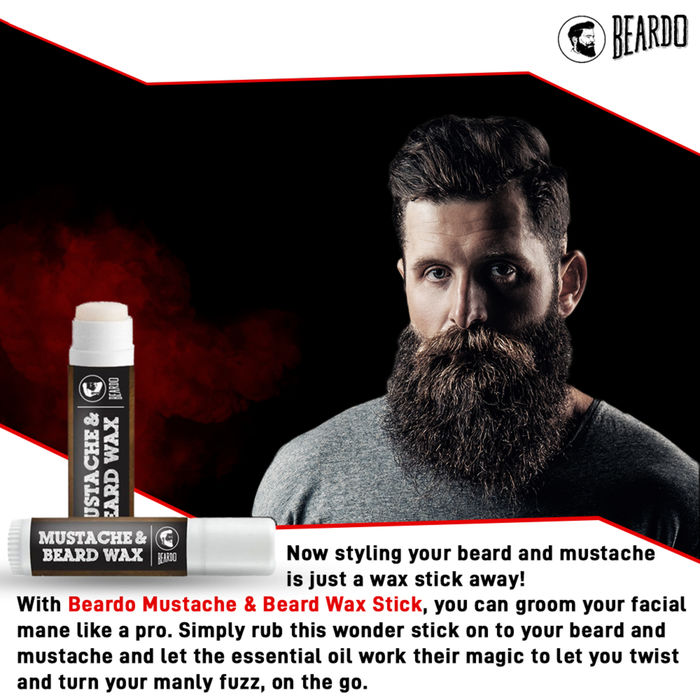 BEARDO
BEARDO
USTACHE &
EARD WAX
MUSTACHE &
BEARD WAX
BEARDO
Now styling your beard and mustache
is just a wax stick away!
With Beardo Mustache & Beard Wax Stick, you can groom your facial
mane like a pro. Simply rub this wonder stick on to your beard and
mustache and let the essential oil work their magic to let you twist
and turn your manly fuzz, on the go.